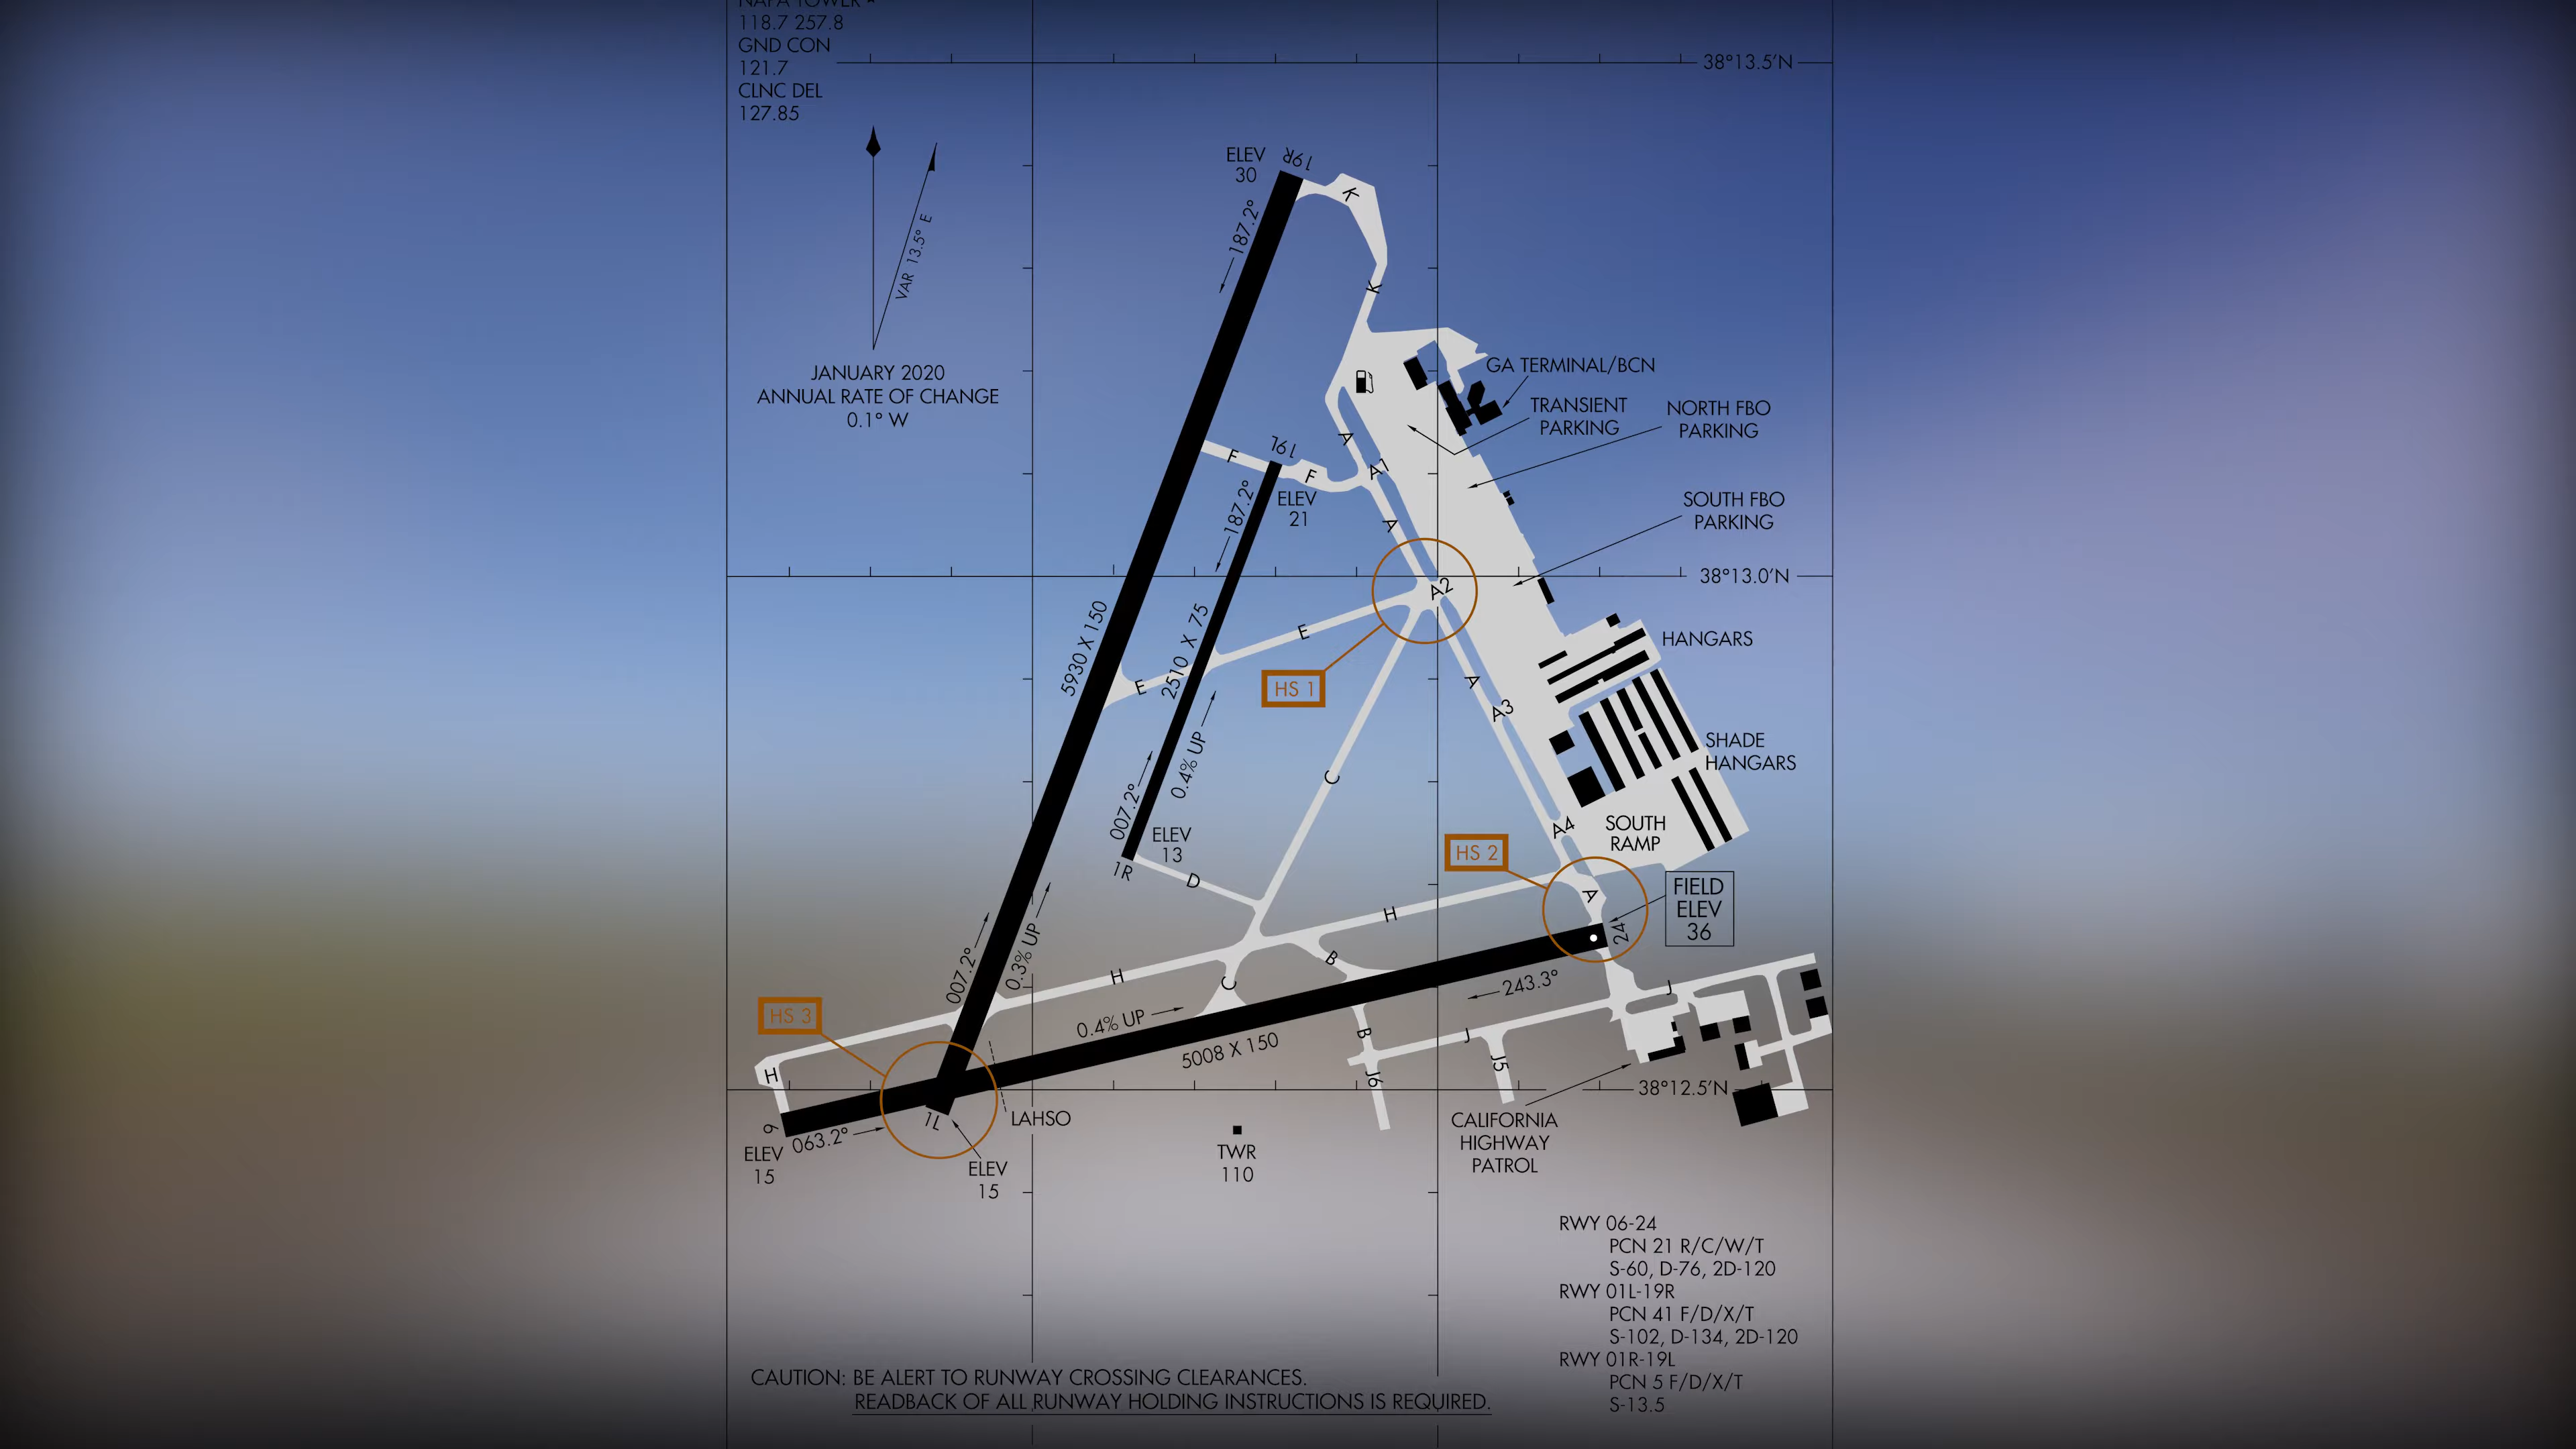 NAPA TOWER *
118.7 257.8
GND CON
121.7
CLNC DEL
127.85
38°13.5'N
VAR 13.5° E
JANUARY 2020
ANNUAL RATE OF CHANGE
0.1° W
ELEV
30
19R
187.2°
K
K
GA TERMINAL/BCN
TRANSIENT
PARKING
NORTH FBO
PARKING
SOUTH FBO
PARKING
A
A1
F
19L
F
ELEV
21
187.2°
A
A2
38°13.0'N
5930 X 150
2510 X 75
E
E
HS 1
HANGARS
A
A3
SHADE
HANGARS
C
0.4% UP
007.2°
ELEV
13
1R
D
A4
SOUTH
RAMP
HS 2
A
FIELD
ELEV
36
24
H
B
H
C
007.2°
0.3% UP
243.3°
J
HS 3
0.4% UP
5008 X 150
B
J
J5
J6
H
38°12.5'N
6
063.2°
ELEV
15
1L
LAHSO
ELEV
15
TWR
110
CALIFORNIA
HIGHWAY
PATROL
RWY 06-24
PCN 21 R/C/W/T
S-60, D-76, 2D-120
RWY 01L-19R
PCN 41 F/D/X/T
S-102, D-134, 2D-120
RWY 01R-19L
PCN 5 F/D/X/T
S-13.5
CAUTION: BE ALERT TO RUNWAY CROSSING CLEARANCES.
READBACK OF ALL RUNWAY HOLDING INSTRUCTIONS IS REQUIRED.